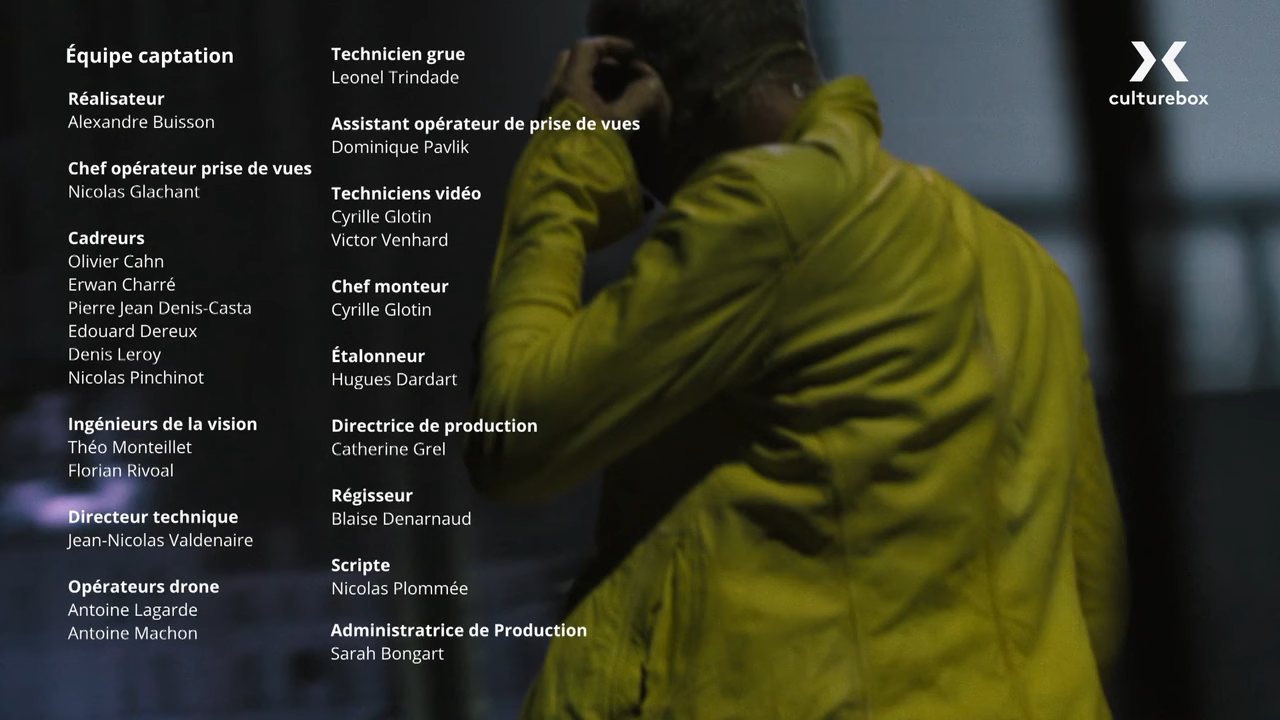 Équipe captation
Réalisateur
Alexandre Buisson
Chef opérateur prise de vues
Nicolas Glachant
Cadreurs
Olivier Cahn
Erwan Charré
Pierre Jean Denis-Casta
Edouard Dereux
Denis Leroy
Nicolas Pinchinot
Ingénieurs de la vision
Théo Monteillet
Florian Rivoal
Directeur technique
Jean-Nicolas Valdenaire
Opérateurs drone
Antoine Lagarde
Antoine Machon
Technicien grue
Leonel Trindade
Assistant opérateur de prise de vues
Dominique Pavlik
Techniciens vidéo
Cyrille Glotin
Victor Venhard
Chef monteur
Cyrille Glotin
Étalonneur
Hugues Dardart
Directrice de production
Catherine Grel
Régisseur
Blaise Denarnaud
Scripte
Nicolas Plommée
Administratrice de Production
Sarah Bongart
culturebox